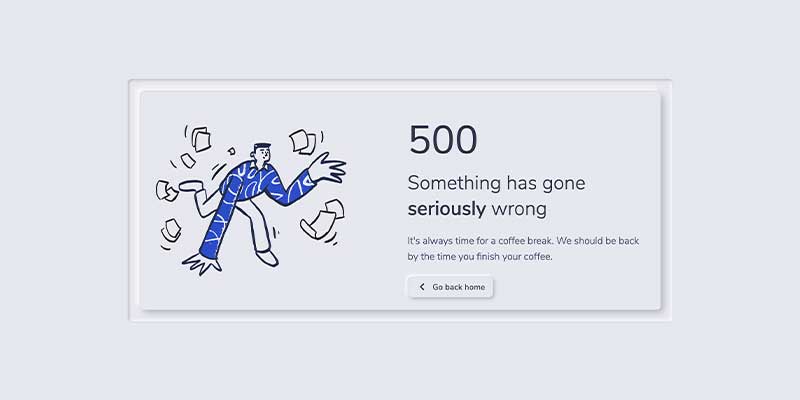 500
Something has gone
seriously wrong
It's always time for a coffee break. We should be back
by the time you finish your coffee.
Go back home